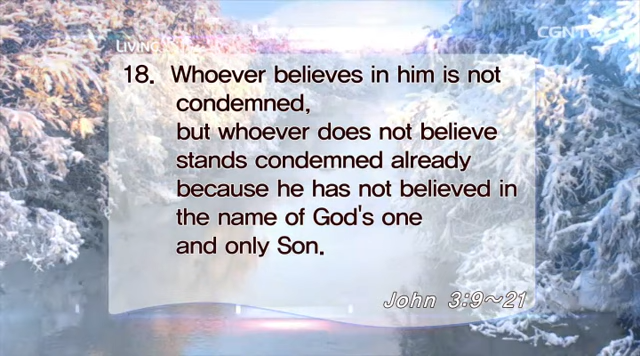 LIVING
CGNTV
18. Whoever believes in him is not
condemned,
but whoever does not believe
stands condemned already
because he has not believed in
the name of God's one
and only Son.
John 3:9~21